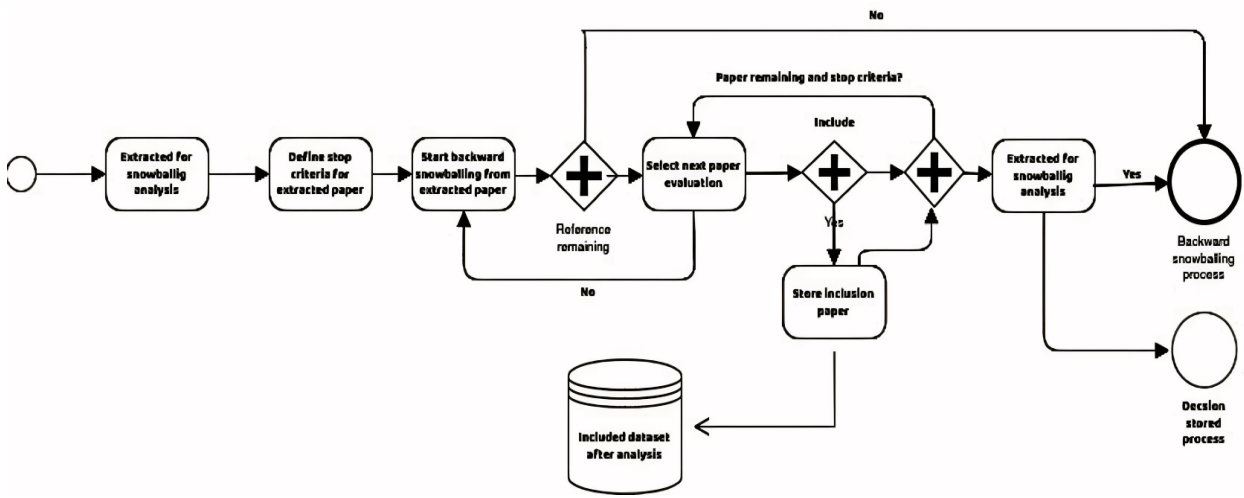 No
Paper remaining and stop criteria?
Include
Extracted for
snowballig
analysis
Define stop
criteria for
extracted paper
Start backward
snowballing from
extracted paper
Reference
remaining
Select next paper
evaluation
No
Yes
Store inclusion
paper
Extracted for
snowballig
analysis
Yes
Backward
snowballing
process
Decsion
stored
process
Included dataset
after analysis